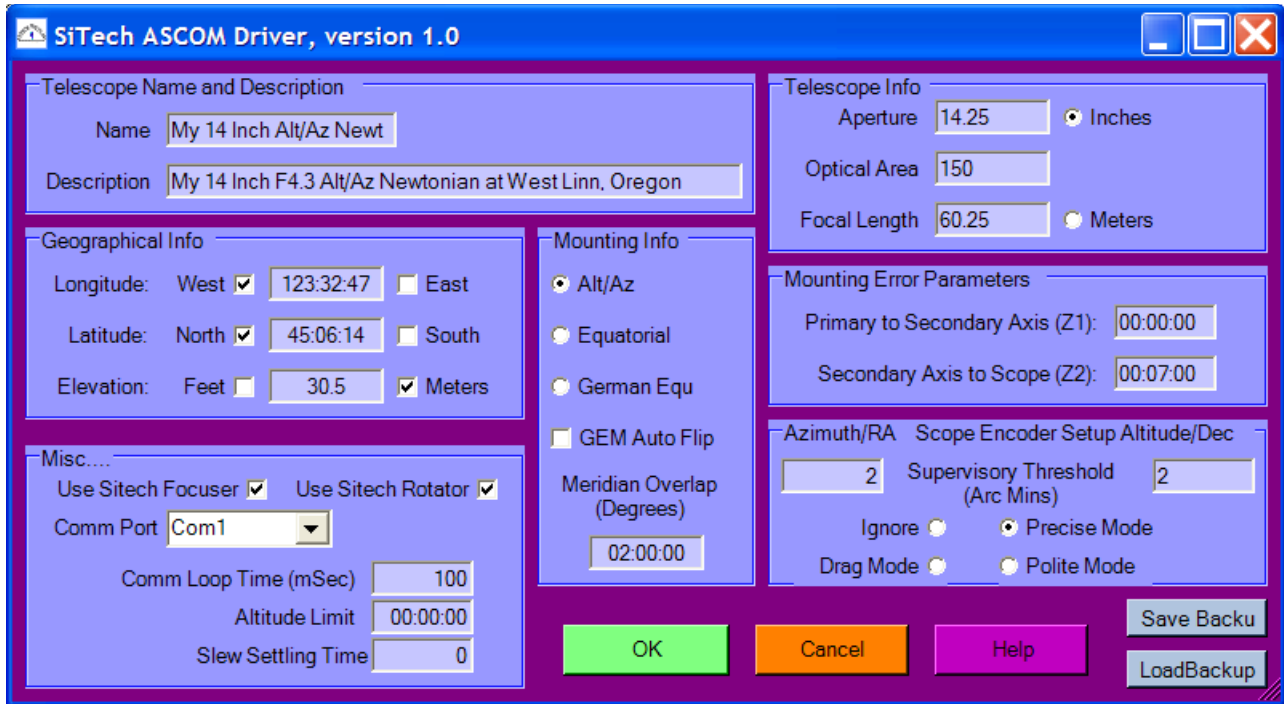 SiTech ASCOM Driver, version 1.0
Telescope Name and Description
Name My 14 Inch Alt/Az Newt
Description My 14 Inch F4.3 Alt/Az Newtonian at West Linn, Oregon
Telescope Info
Aperture 14.25 Inches
Optical Area 150
Focal Length 60.25 Meters
Geographical Info
Longitude: West 123:32:47 East
Latitude: North 45:06:14 South
Elevation: Feet 30.5 Meters
Mounting Info
Alt/Az
Equatorial
German Equ
GEM Auto Flip
Meridian Overlap
(Degrees)
02:00:00
Mounting Error Parameters
Primary to Secondary Axis (Z1): 00:00:00
Secondary Axis to Scope (Z2): 00:07:00
Misc....
Use Sitech Focuser Use Sitech Rotator
Comm Port Com1
Comm Loop Time (mSec) 100
Altitude Limit 00:00:00
Slew Settling Time 0
Azimuth/RA Scope Encoder Setup Altitude/Dec
2 Supervisory Threshold 2
(Arc Mins)
Ignore Precise Mode
Drag Mode Polite Mode
OK Cancel Help
Save Backu
LoadBackup